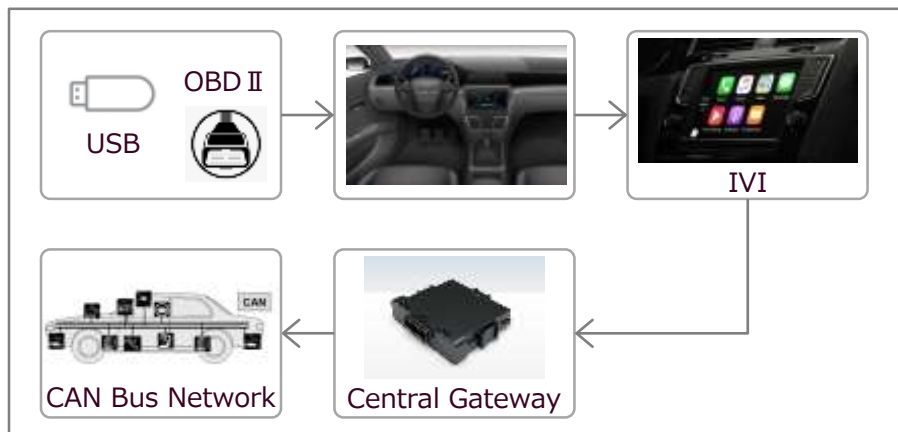 OBD Ⅱ
USB
IVI
CAN
CAN Bus Network
Central Gateway